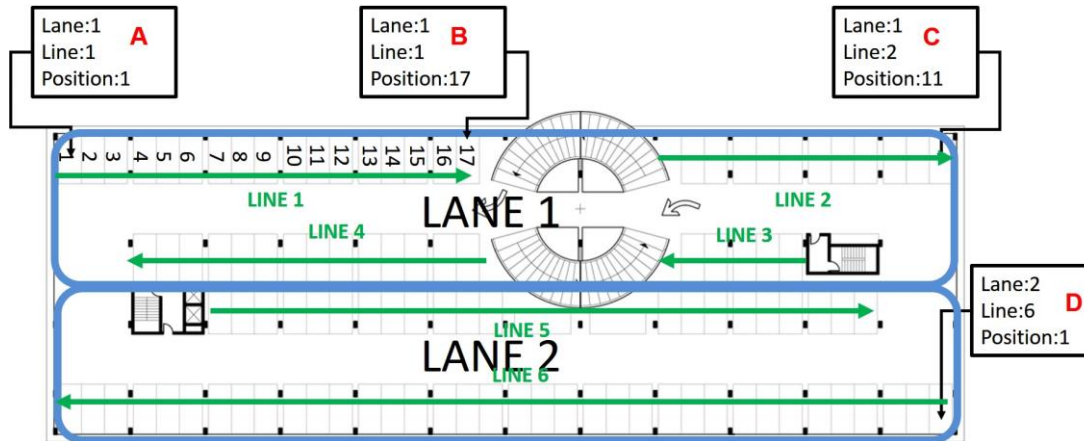 Lane:1
Line:1
Position:1
A
Lane:1
Line:1
Position:17
B
Lane:1
Line:2
Position:11
C
1 2 3 4 5 6 7 8 9 10 11 12 13 14 15 16 17
LINE 1
LANE 1
LINE 2
LINE 4
LINE 3
Lane:2
Line:6
Position:1
D
LINE 5
LANE 2
LINE 6